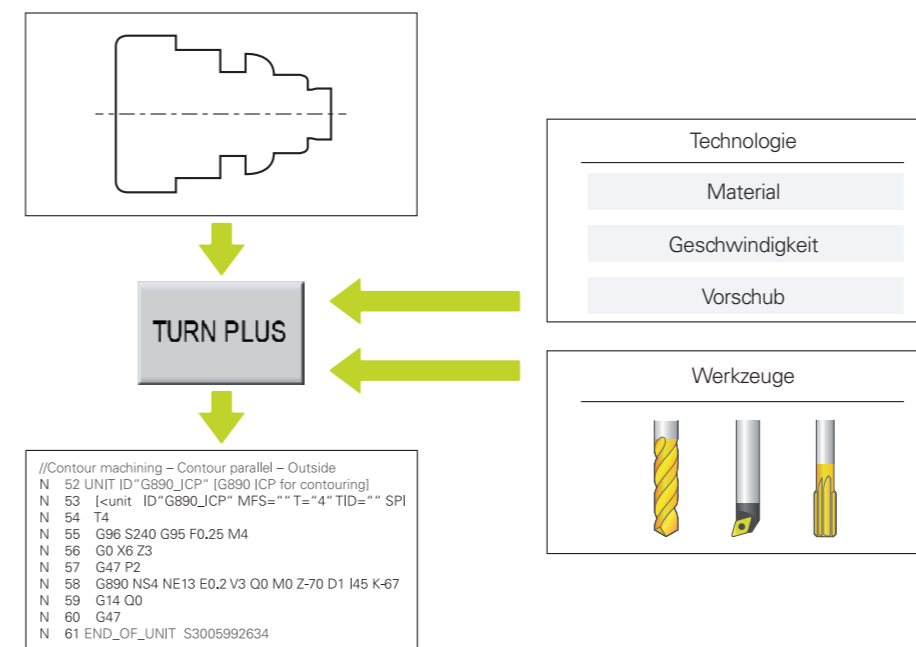 Technologie
Material
Geschwindigkeit
Vorschub
TURN PLUS
Werkzeuge
//Contour machining – Contour parallel – Outside
N 52 UNIT ID“G890_ICP“ [G890 ICP for contouring]
N 53 [<unit ID“G890_ICP“ MFS=““T=“4“TID=““ SPI
N 54 T4
N 55 G96 S240 G95 F0.25 M4
N 56 G0 X6 Z3
N 57 G47 P2
N 58 G890 NS4 NE13 E0.2 V3 Q0 M0 Z-70 D1 I45 K-67
N 59 G14 Q0
N 60 G47
N 61 END_OF_UNIT S3005992634